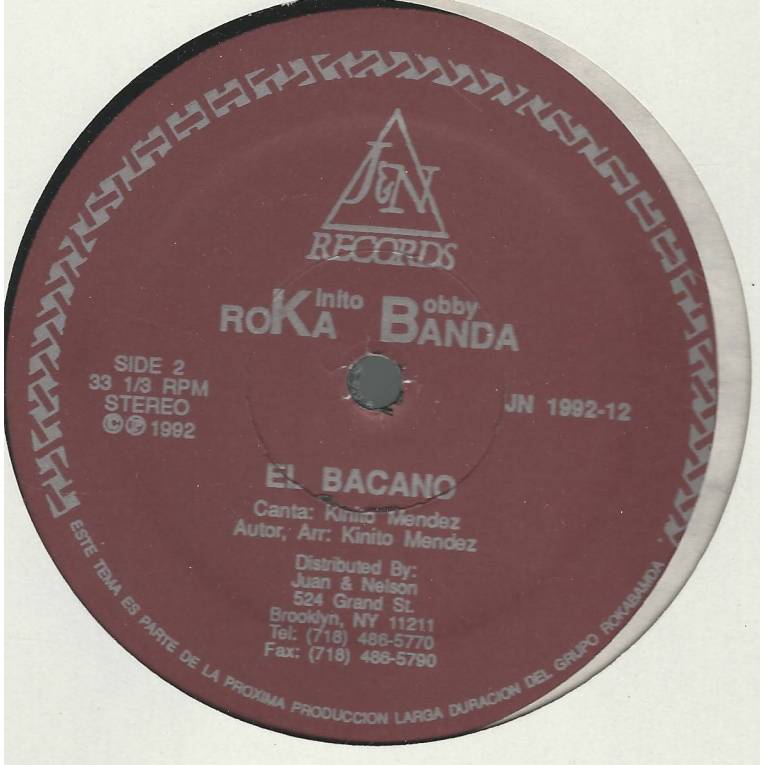 J&N
RECORDS
Kinito Bobby
ROKA BANDA
SIDE 2
33 1/3 RPM
STEREO
©℗1992
JN 1992-12
EL BACANO
Canta: Kinito Mendez
Autor, Arr: Kinito Mendez
Distributed By:
Juan & Nelson
524 Grand St.
Brooklyn, NY 11211
Tel: (718) 486-5770
Fax: (718) 486-5790
ESTE TEMA ES PARTE DE LA PROXIMA PRODUCCION LARGA DURACION DEL GRUPO ROKABAMDA